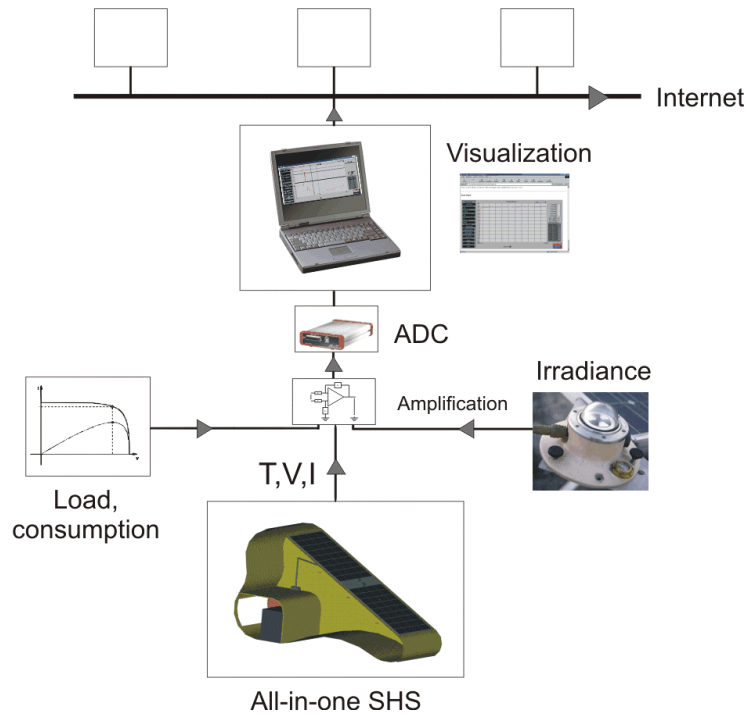 Internet
Visualization
ADC
Irradiance
Amplification
T,V,I
Load,
consumption
All-in-one SHS